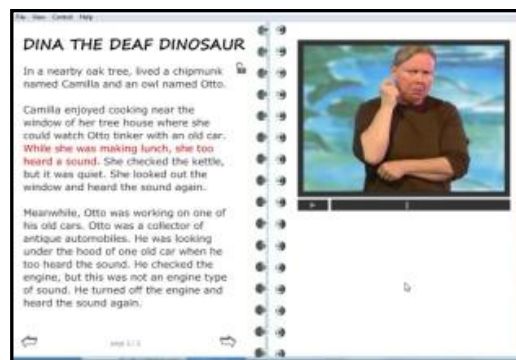 File View Control Help
DINA THE DEAF DINOSAUR
In a nearby oak tree, lived a chipmunk
named Camilla and an owl named Otto.
Camilla enjoyed cooking near the
window of her tree house where she
could watch Otto tinker with an old car.
While she was making lunch, she too
heard a sound. She checked the kettle,
but it was quiet. She looked out the
window and heard the sound again.
Meanwhile, Otto was working on one of
his old cars. Otto was a collector of
antique automobiles. He was looking
under the hood of one old car when he
too heard the sound. He checked the
engine, but this was not an engine type
of sound. He turned off the engine and
heard the sound again.